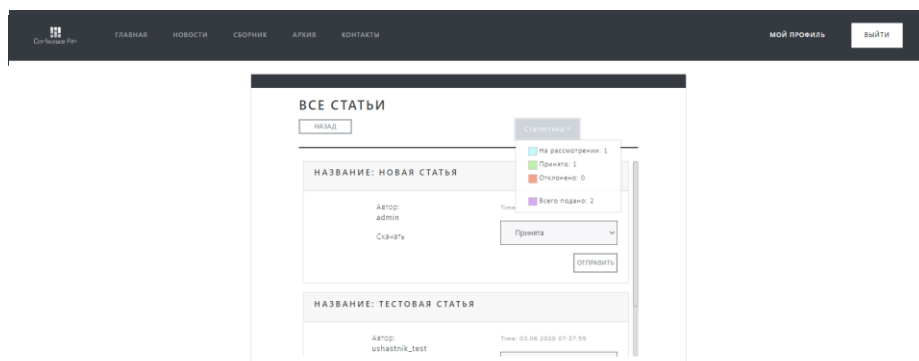 ГЛАВНАЯ НОВОСТИ СБОРНИК АРХИВ КОНТАКТЫ МОЙ ПРОФИЛЬ ВЫЙТИ
ВСЕ СТАТЬИ
НАЗАД
Статистика
На рассмотрении: 1
Принято: 1
Отклонено: 0
Всего подано: 2
НАЗВАНИЕ: НОВАЯ СТАТЬЯ
Автор:
admin
Time
Скачать
Принята
ОТПРАВИТЬ
НАЗВАНИЕ: ТЕСТОВАЯ СТАТЬЯ
Автор:
ushastnik_test
Time: 03.06.2020 07:37:55